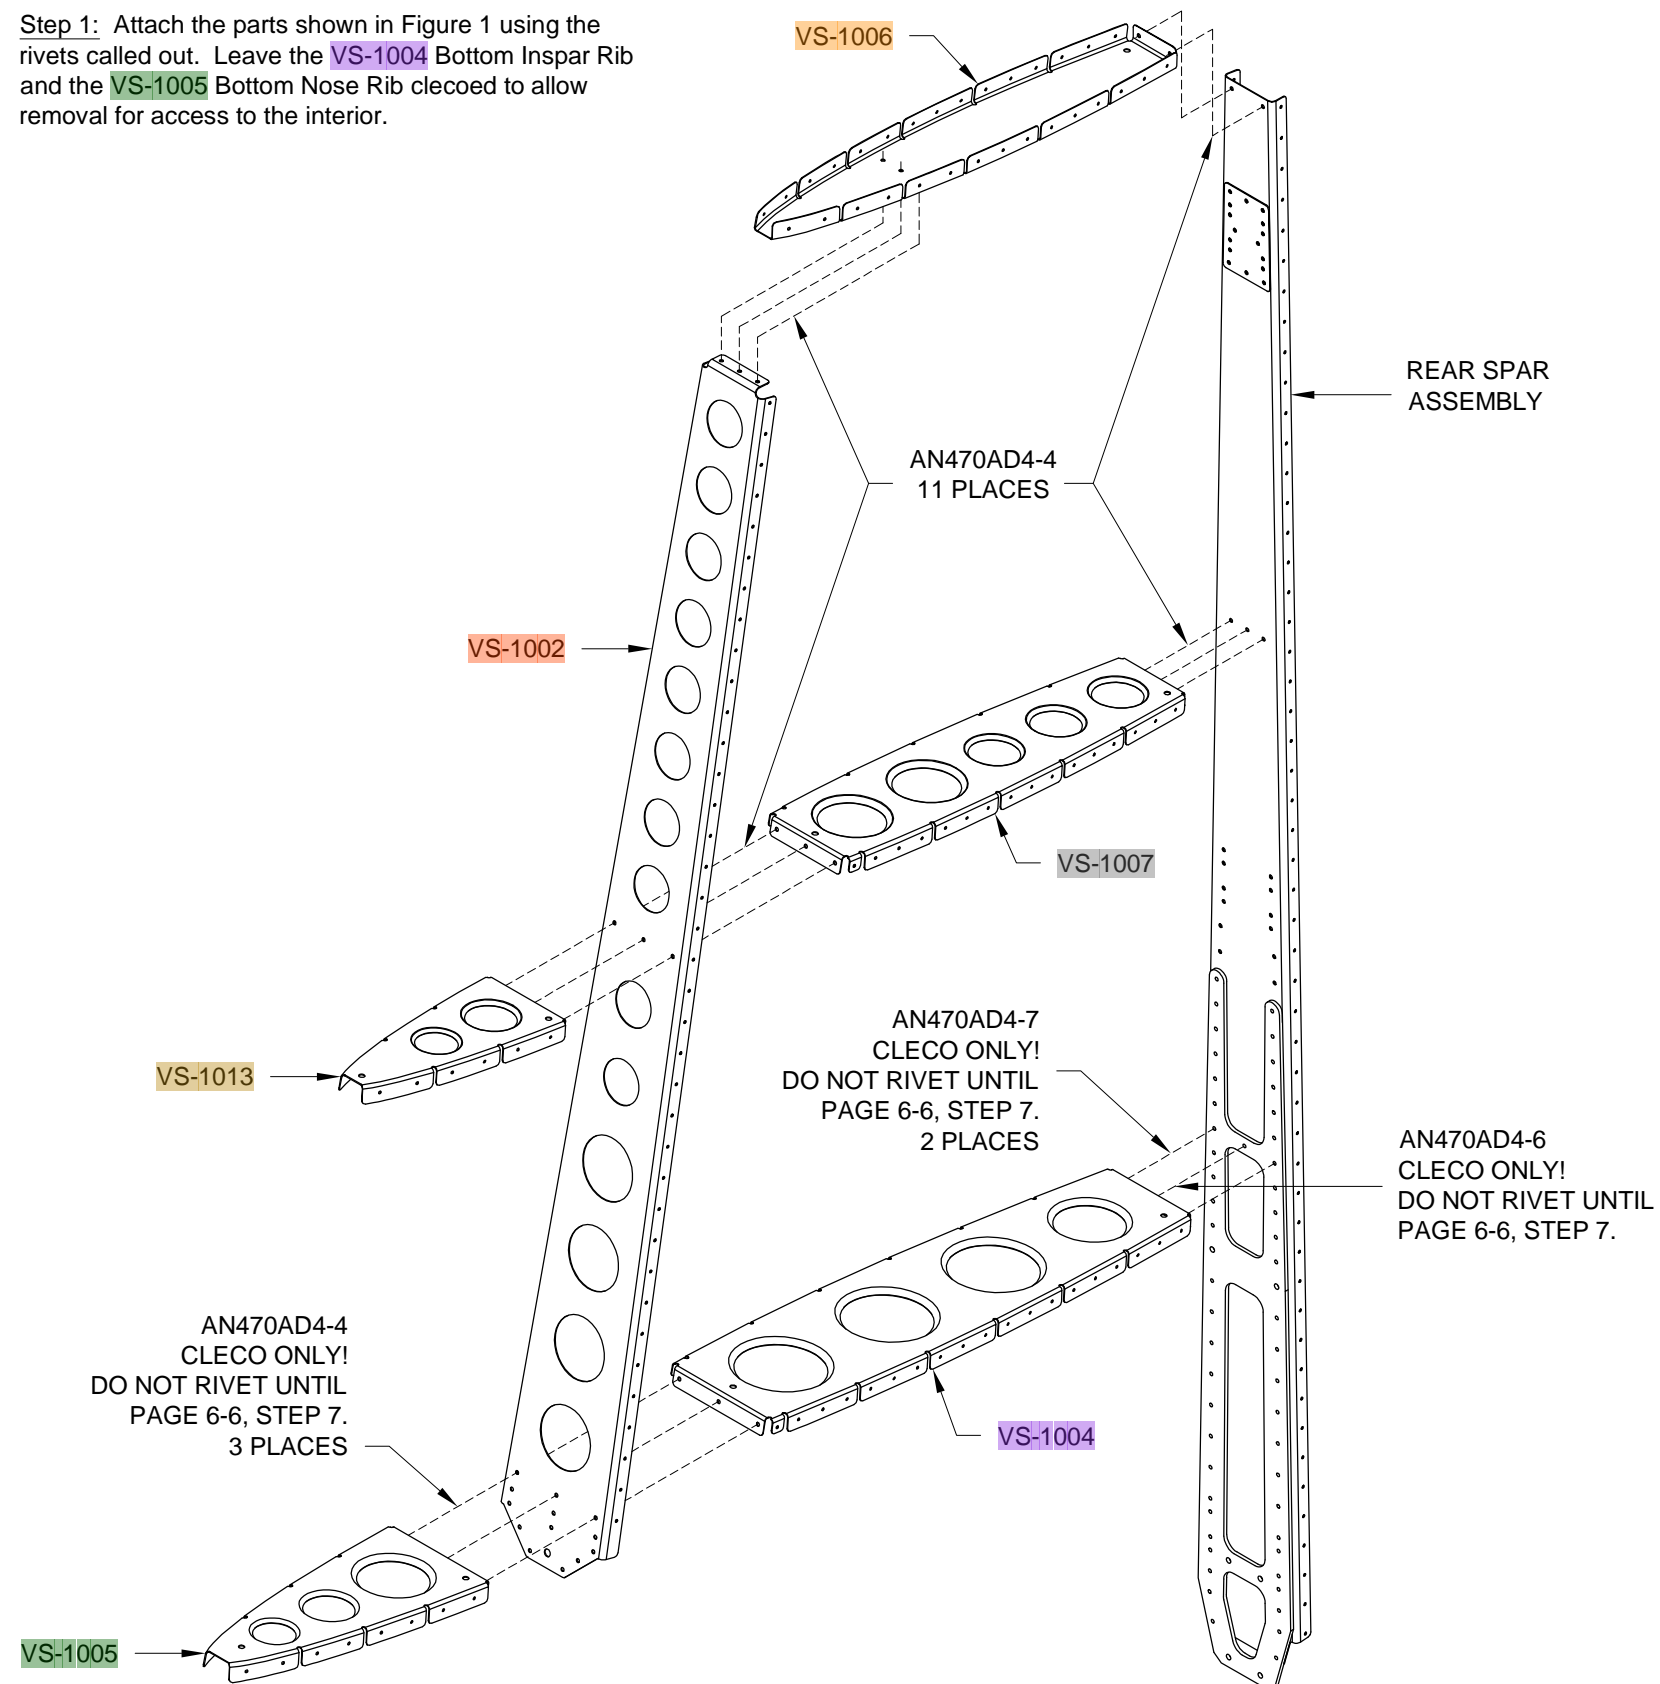 Step 1: Attach the parts shown in Figure 1 using the
rivets called out. Leave the VS-1004 Bottom Inspar Rib
and the VS-1005 Bottom Nose Rib clecoed to allow
removal for access to the interior.
VS-1006
REAR SPAR
ASSEMBLY
AN470AD4-4
11 PLACES
VS-1002
VS-1007
AN470AD4-7
CLECO ONLY!
DO NOT RIVET UNTIL
PAGE 6-6, STEP 7.
2 PLACES
VS-1013
AN470AD4-6
CLECO ONLY!
DO NOT RIVET UNTIL
PAGE 6-6, STEP 7.
AN470AD4-4
CLECO ONLY!
DO NOT RIVET UNTIL
PAGE 6-6, STEP 7.
3 PLACES
VS-1004
VS-1005